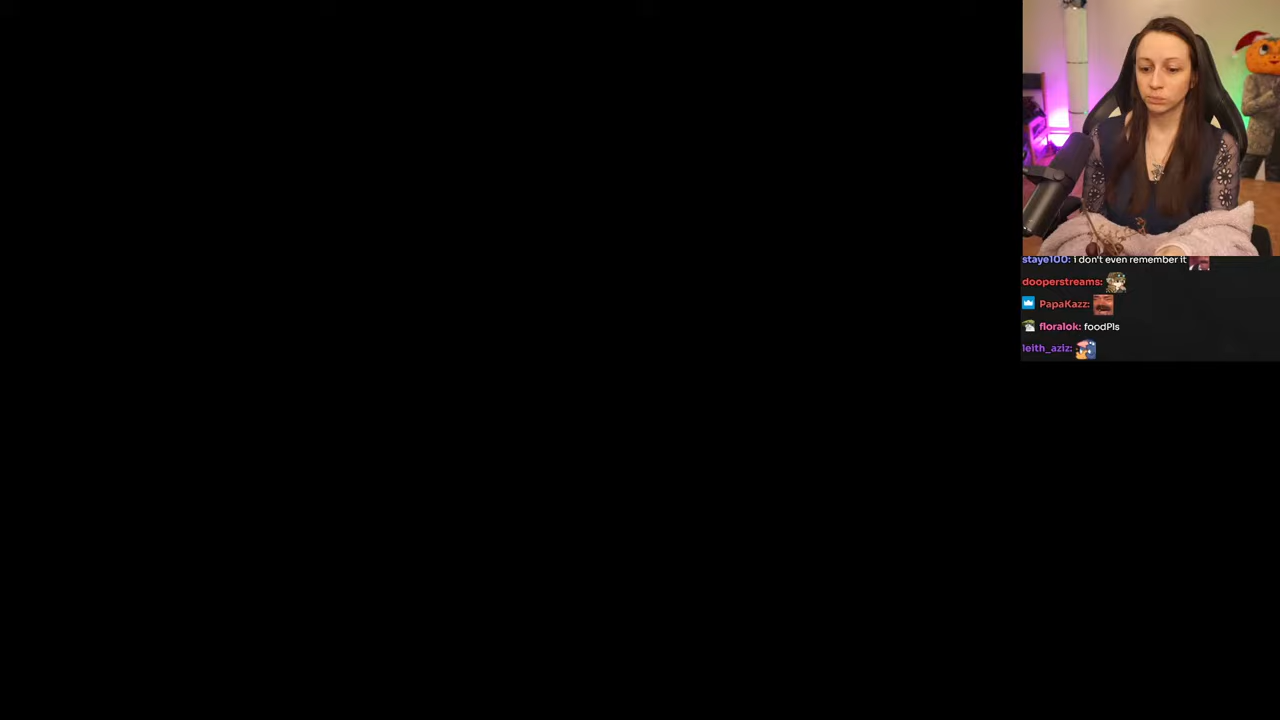 staye100: i don't even remember it
dooperstreams:
PapaKazz:
floralok: foodPls
leith_aziz: